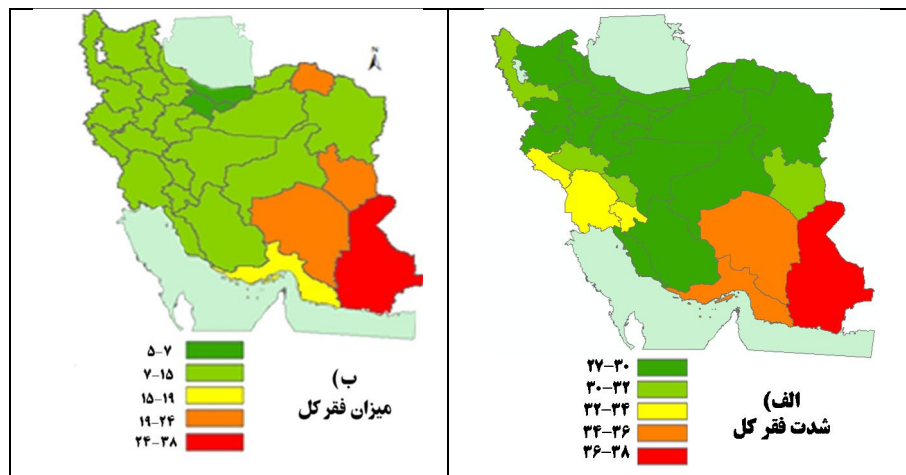 ۲۷-۳۰
۳۰-۳۲
۳۲-۳۴
۳۴-۳۶
۳۶-۳۸
الف)
شدت فقر کل
N
۵-۷
۷-۱۵
۱۵-۱۹
۱۹-۲۴
۲۴-۳۸
ب)
میزان فقر کل